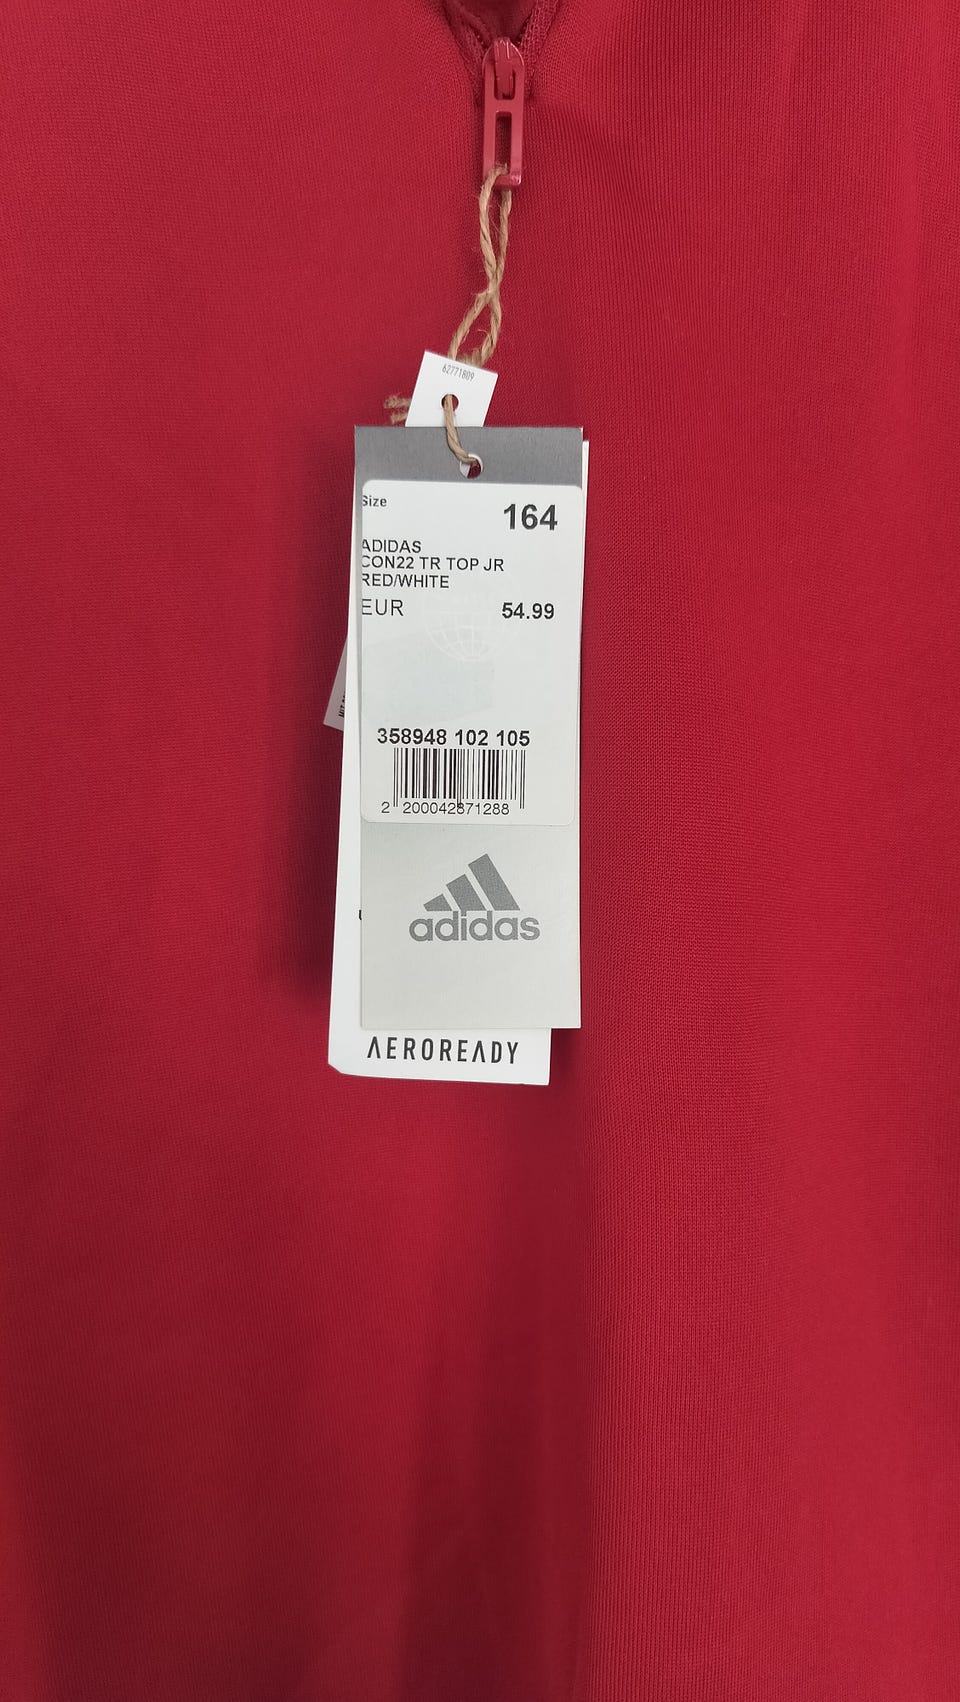 62771809
Size
164
ADIDAS
CON22 TR TOP JR
RED/WHITE
EUR 54.99
358948 102 105
2 200042871288
adidas
AEROREADY